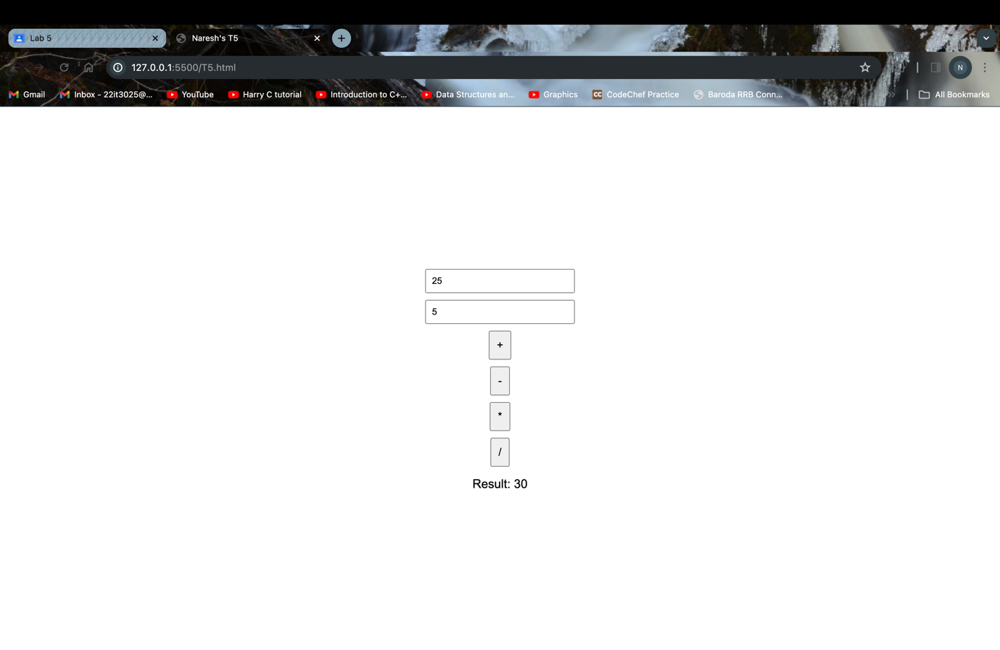 Lab 5
Naresh's T5
127.0.0.1:5500/T5.html
N
Gmail
Inbox - 22it3025@...
YouTube
Harry C tutorial
Introduction to C+...
Data Structures an...
Graphics
CC CodeChef Practice
Baroda RRB Conn...
All Bookmarks
25
5
+
-
*
/
Result: 30